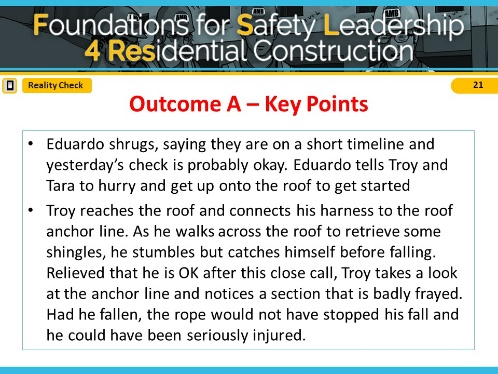 Foundations for Safety Leadership
4 Residential Construction
Reality Check
21
Outcome A – Key Points
• Eduardo shrugs, saying they are on a short timeline and
yesterday's check is probably okay. Eduardo tells Troy and
Tara to hurry and get up onto the roof to get started
• Troy reaches the roof and connects his harness to the roof
anchor line. As he walks across the roof to retrieve some
shingles, he stumbles but catches himself before falling.
Relieved that he is OK after this close call, Troy takes a look
at the anchor line and notices a section that is badly frayed.
Had he fallen, the rope would not have stopped his fall and
he could have been seriously injured.